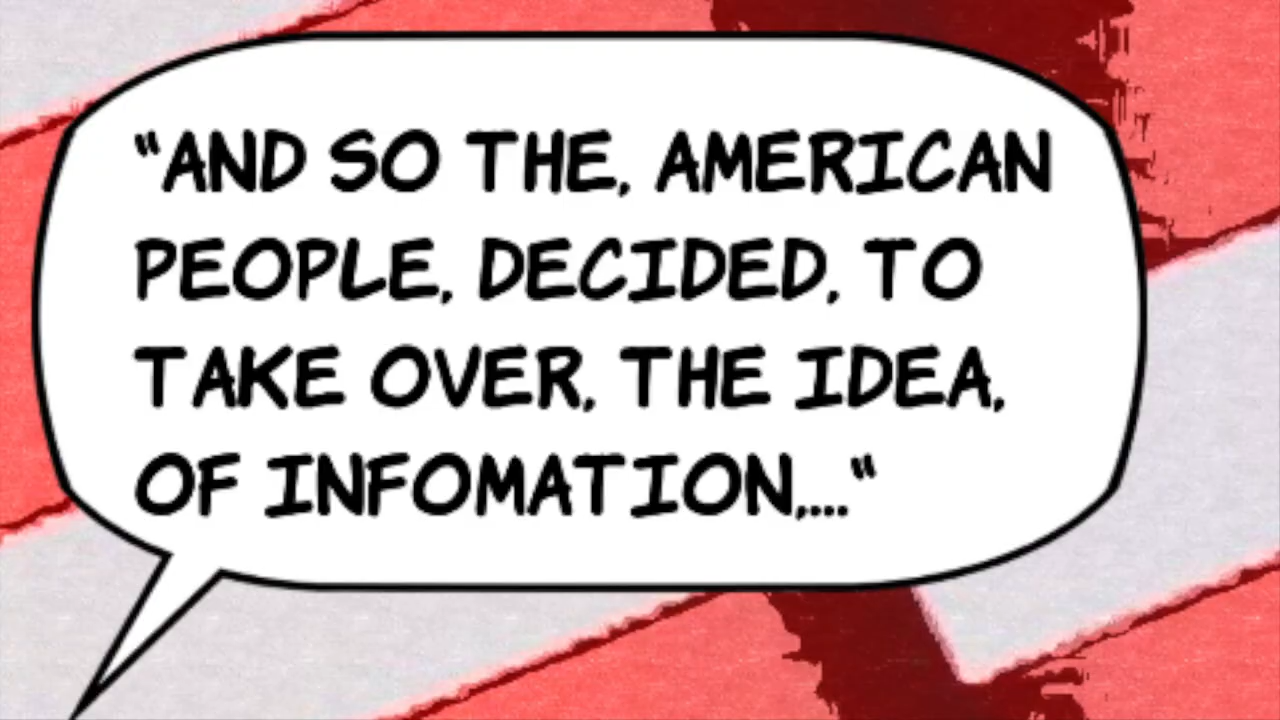 “AND SO THE, AMERICAN
PEOPLE, DECIDED, TO
TAKE OVER, THE IDEA,
OF INFOMATION,...“